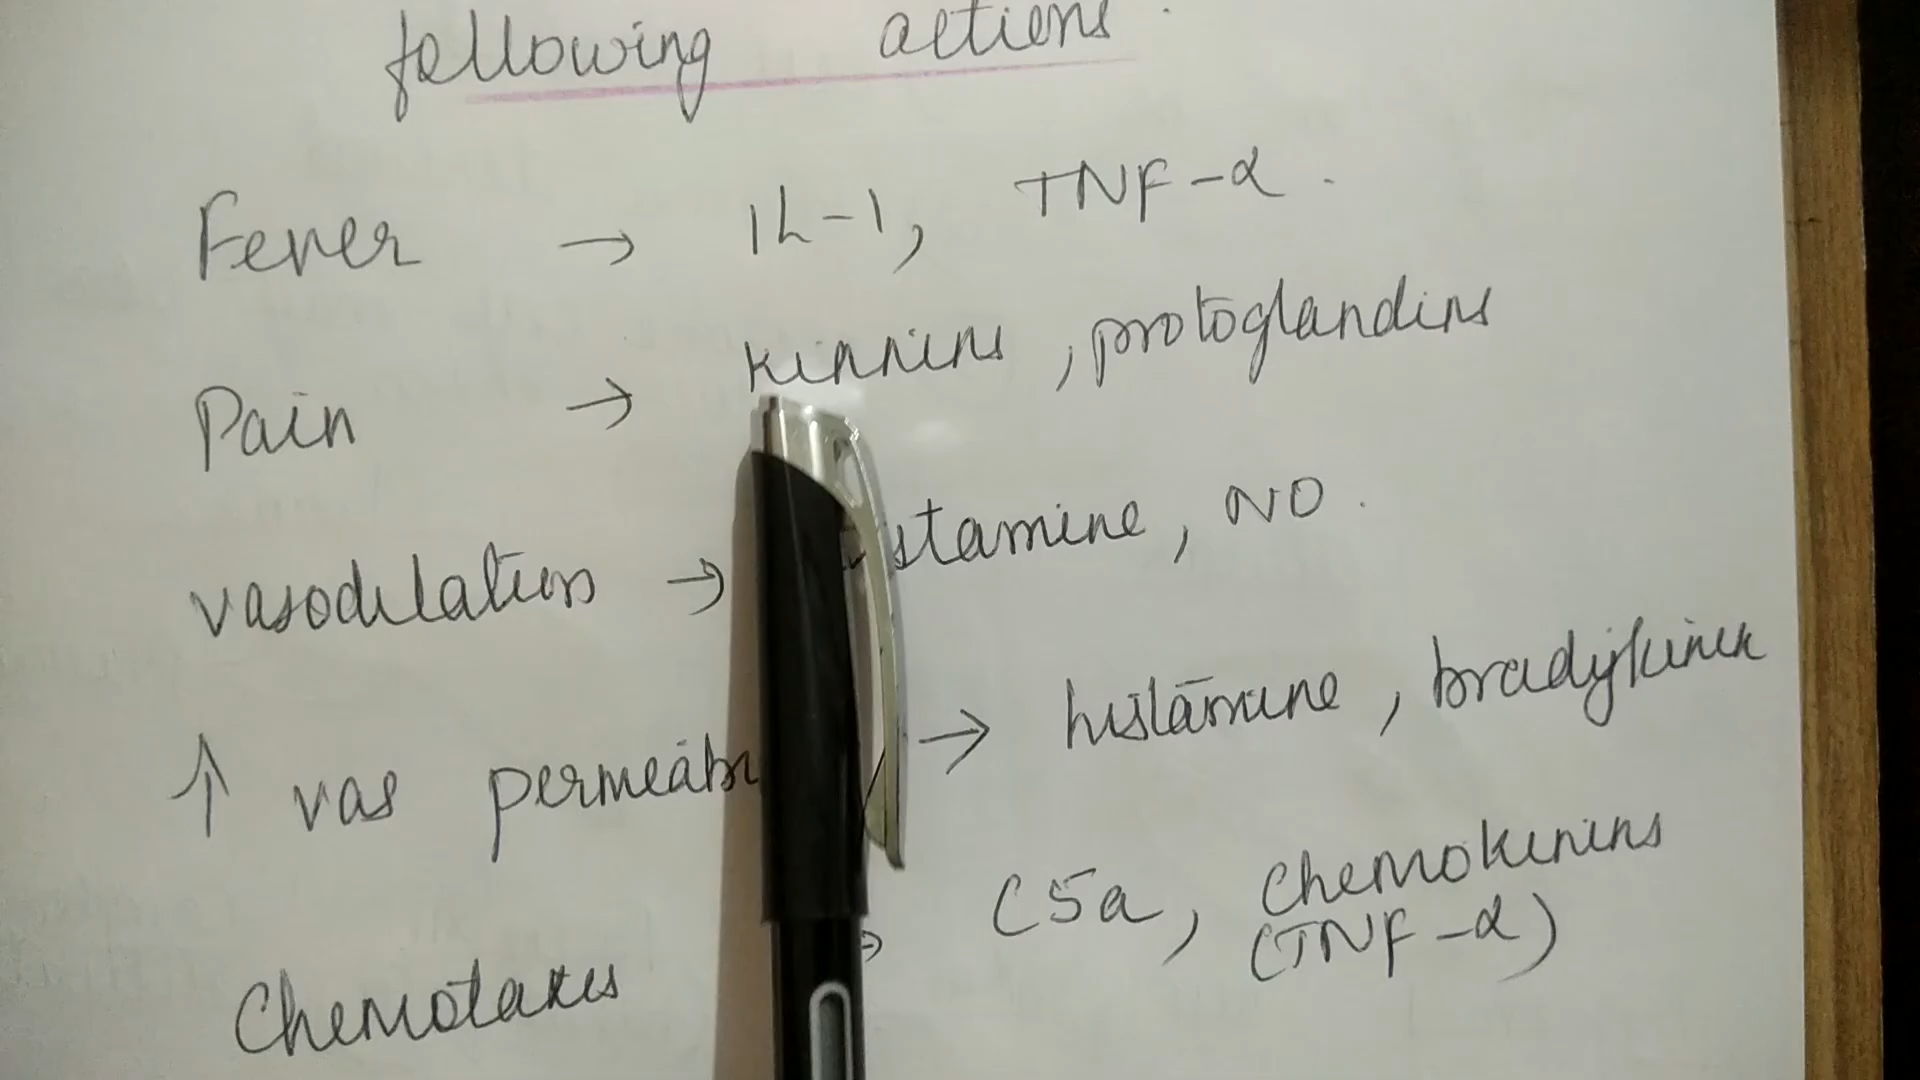 following actions.
Fever → IL-1, TNF-α.
Pain → kinnins, protoglandins
vasodilation → stamine, NO.
↑ vas permeab → histamine, bradykinin
Chemotaxis → C5a, chemokinins
(TNF-α)